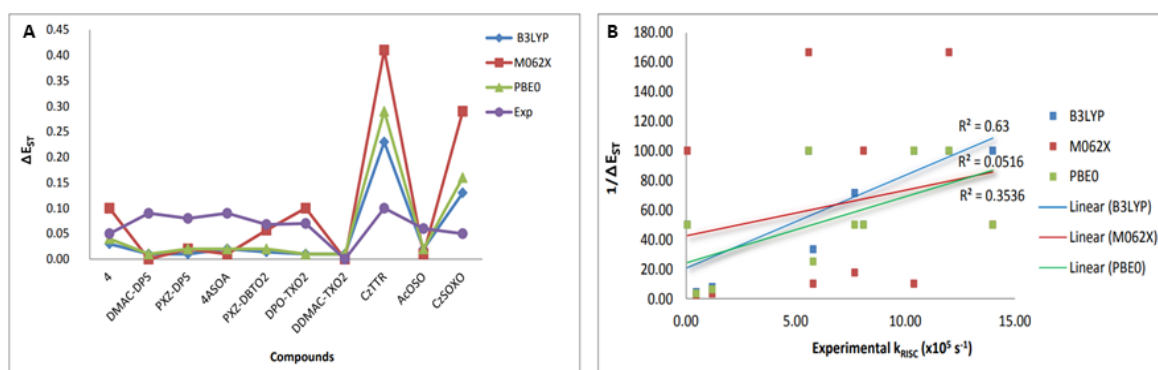 A
0.45
0.40
0.35
0.30
0.25
0.20
0.15
0.10
0.05
0.00
ΔE_ST
4
DMAC-DPS
PXZ-DPS
4ASOA
PXZ-DBTO2
DPO-TXO2
DDMAC-TXO2
CzTTR
AcOSO
CzSOXO
Compounds
B3LYP
M062X
PBE0
Exp
B
180.00
160.00
140.00
120.00
100.00
80.00
60.00
40.00
20.00
0.00
1/ΔE_ST
0.00 5.00 10.00 15.00
Experimental k_RISC (x10⁵ s⁻¹)
R² = 0.63
R² = 0.0516
R² = 0.3536
B3LYP
M062X
PBE0
Linear (B3LYP)
Linear (M062X)
Linear (PBE0)